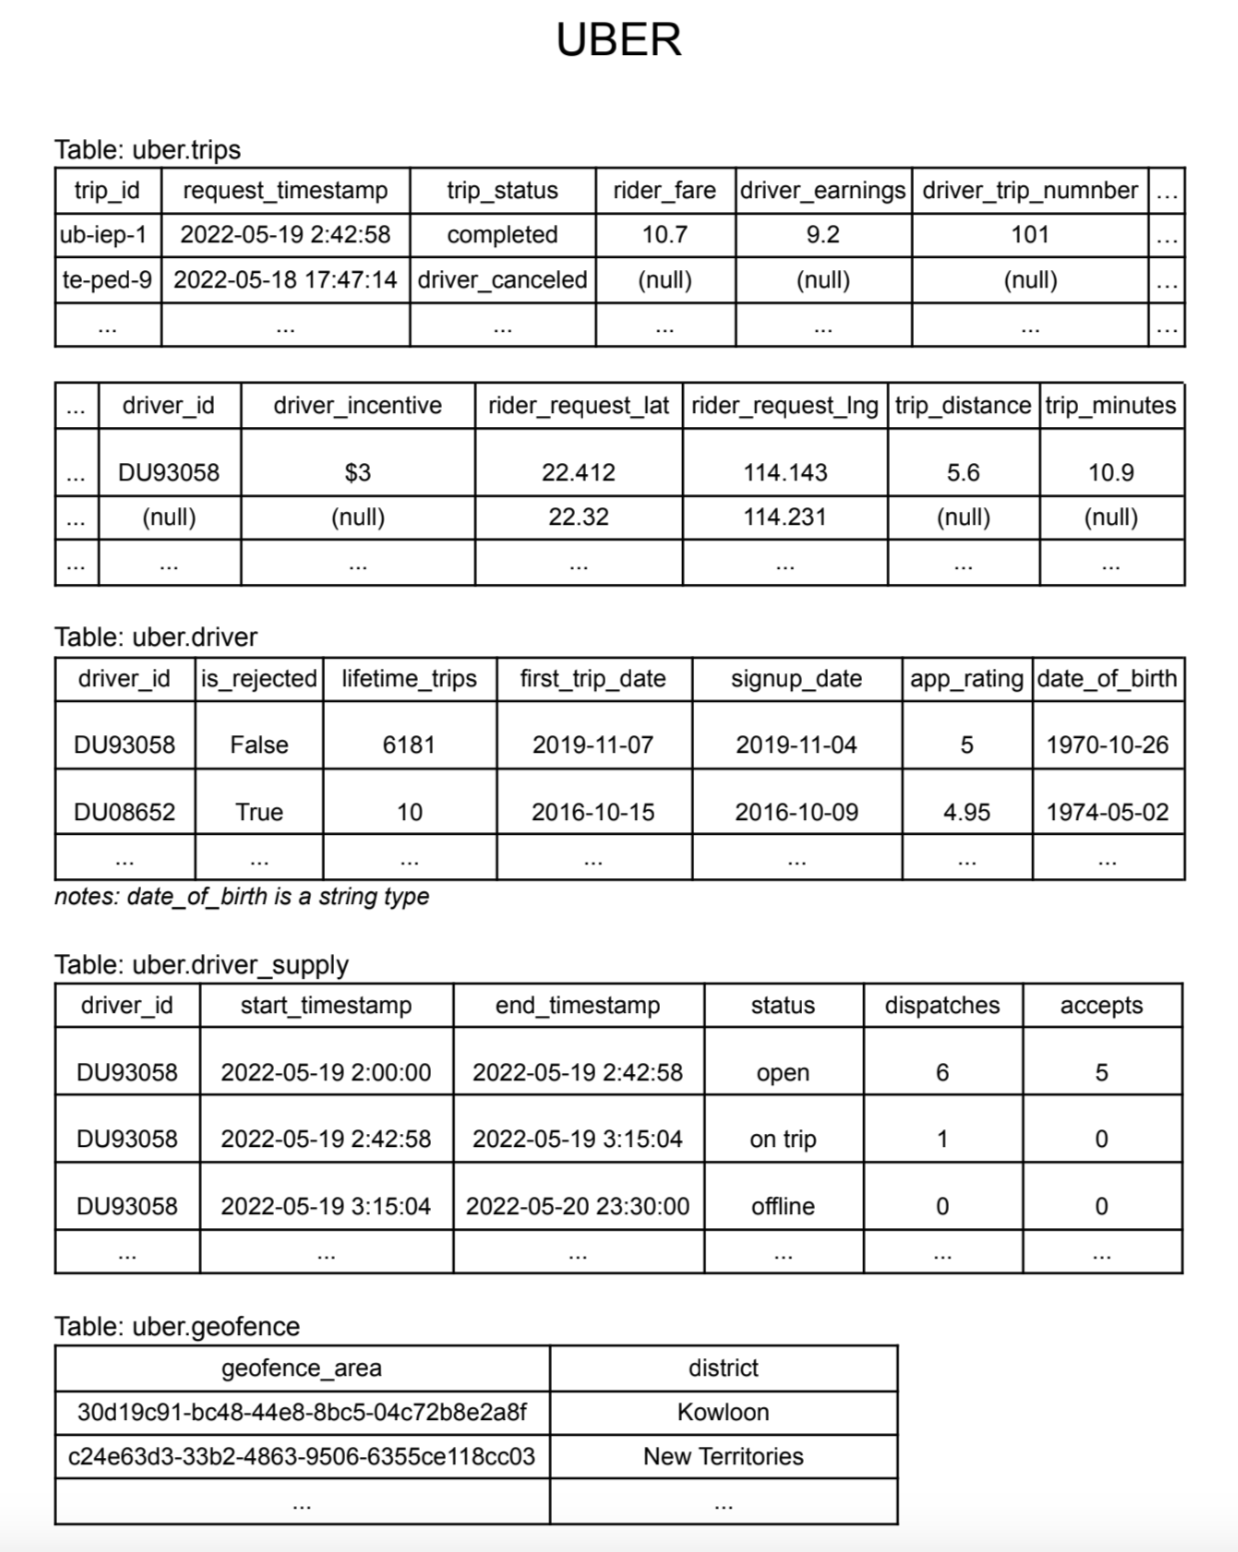 UBER
Table: uber.trips
trip_id request_timestamp trip_status rider_fare driver_earnings driver_trip_numnber ...
ub-iep-1 2022-05-19 2:42:58 completed 10.7 9.2 101 ...
te-ped-9 2022-05-18 17:47:14 driver_canceled (null) (null) (null) ...
... ... ... ... ... ... ...
... driver_id driver_incentive rider_request_lat rider_request_lng trip_distance trip_minutes
... DU93058 $3 22.412 114.143 5.6 10.9
... (null) (null) 22.32 114.231 (null) (null)
... ... ... ... ... ... ...
Table: uber.driver
driver_id is_rejected lifetime_trips first_trip_date signup_date app_rating date_of_birth
DU93058 False 6181 2019-11-07 2019-11-04 5 1970-10-26
DU08652 True 10 2016-10-15 2016-10-09 4.95 1974-05-02
... ... ... ... ... ... ...
notes: date_of_birth is a string type
Table: uber.driver_supply
driver_id start_timestamp end_timestamp status dispatches accepts
DU93058 2022-05-19 2:00:00 2022-05-19 2:42:58 open 6 5
DU93058 2022-05-19 2:42:58 2022-05-19 3:15:04 on trip 1 0
DU93058 2022-05-19 3:15:04 2022-05-20 23:30:00 offline 0 0
... ... ... ... ... ...
Table: uber.geofence
geofence_area district
30d19c91-bc48-44e8-8bc5-04c72b8e2a8f Kowloon
c24e63d3-33b2-4863-9506-6355ce118cc03 New Territories
... ...